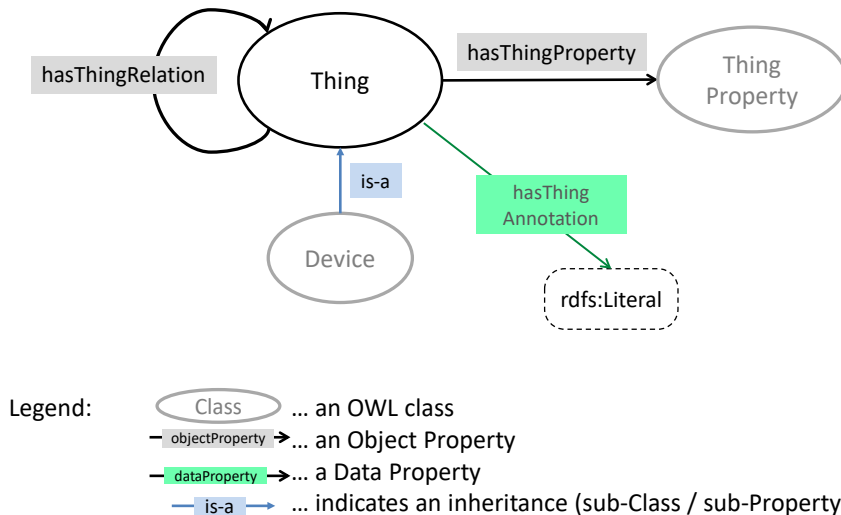 hasThingRelation
Thing
hasThingProperty
Thing
Property
is-a
hasThing
Annotation
Device
rdfs:Literal
Legend:
Class ... an OWL class
objectProperty ... an Object Property
dataProperty ... a Data Property
is-a ... indicates an inheritance (sub-Class / sub-Property